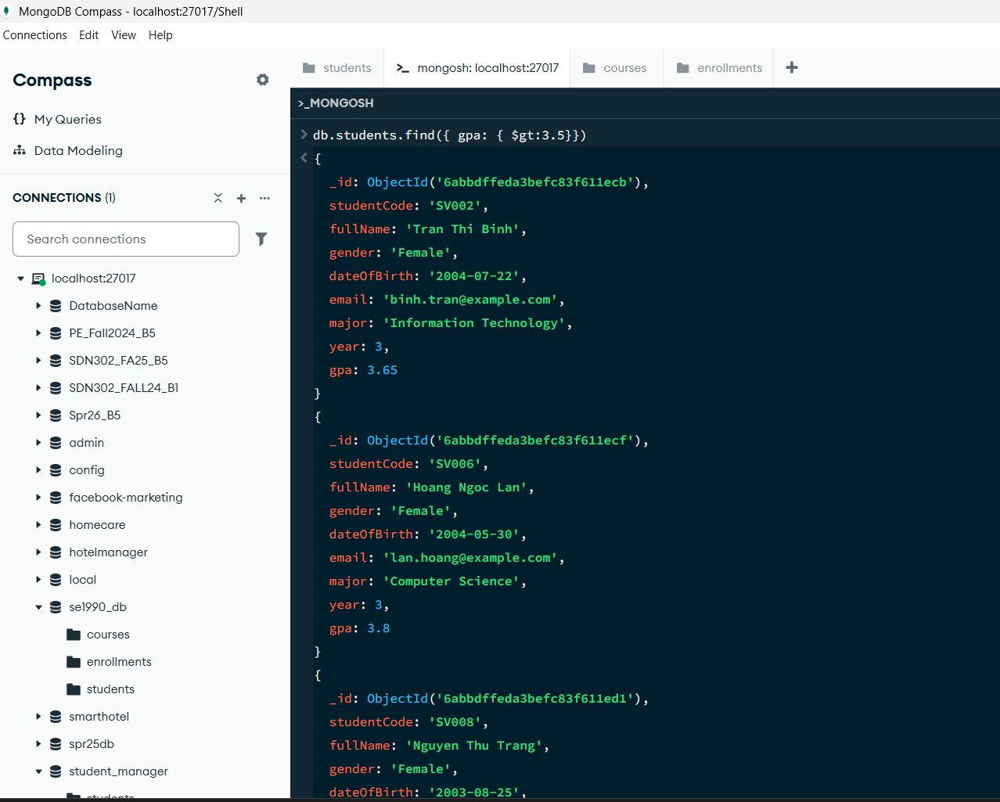 MongoDB Compass - localhost:27017/Shell
Connections Edit View Help
Compass
My Queries
Data Modeling
CONNECTIONS (1)
Search connections
localhost:27017
DatabaseName
PE_Fall2024_B5
SDN302_FA25_B5
SDN302_FALL24_B1
Spr26_B5
admin
config
facebook-marketing
homecare
hotelmanager
local
se1990_db
courses
enrollments
students
smarthotel
spr25db
student_manager
students
students
>_ mongosh: localhost:27017
courses
enrollments
>_MONGOSH
> db.students.find({ gpa: { $gt:3.5}})
< {
_id: ObjectId('6abbdffeda3befc83f611ecb'),
studentCode: 'SV002',
fullName: 'Tran Thi Binh',
gender: 'Female',
dateOfBirth: '2004-07-22',
email: 'binh.tran@example.com',
major: 'Information Technology',
year: 3,
gpa: 3.65
}
{
_id: ObjectId('6abbdffeda3befc83f611ecf'),
studentCode: 'SV006',
fullName: 'Hoang Ngoc Lan',
gender: 'Female',
dateOfBirth: '2004-05-30',
email: 'lan.hoang@example.com',
major: 'Computer Science',
year: 3,
gpa: 3.8
}
{
_id: ObjectId('6abbdffeda3befc83f611ed1'),
studentCode: 'SV008',
fullName: 'Nguyen Thu Trang',
gender: 'Female',
dateOfBirth: '2003-08-25',